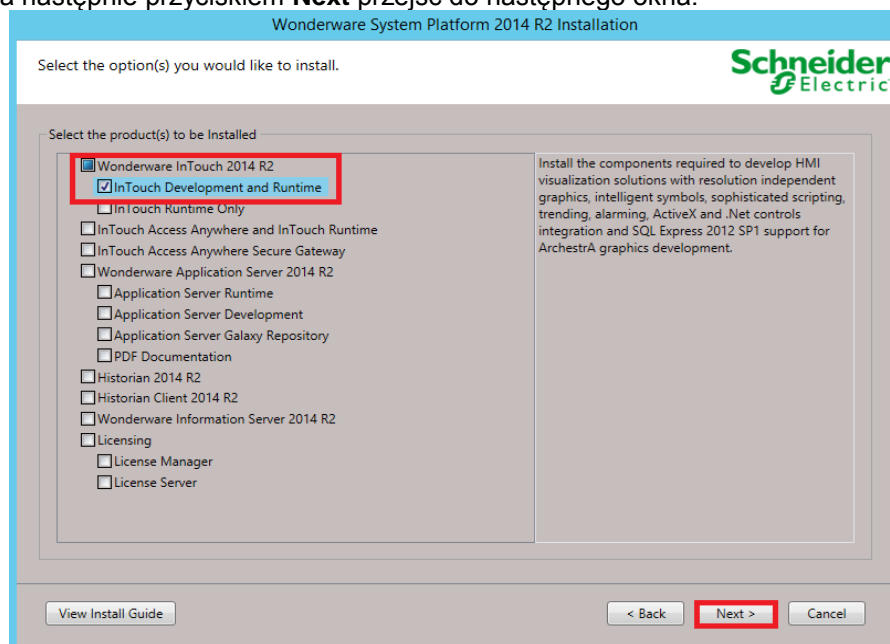 a następnie przyciskiem Next przejść do następnego okna.
Wonderware System Platform 2014 R2 Installation
Select the option(s) you would like to install.
Schneider
Electric
Select the product(s) to be Installed
Wonderware InTouch 2014 R2
InTouch Development and Runtime
InTouch Runtime Only
InTouch Access Anywhere and InTouch Runtime
InTouch Access Anywhere Secure Gateway
Wonderware Application Server 2014 R2
Application Server Runtime
Application Server Development
Application Server Galaxy Repository
PDF Documentation
Historian 2014 R2
Historian Client 2014 R2
Wonderware Information Server 2014 R2
Licensing
License Manager
License Server
Install the components required to develop HMI
visualization solutions with resolution independent
graphics, intelligent symbols, sophisticated scripting,
trending, alarming, ActiveX and .Net controls
integration and SQL Express 2012 SP1 support for
ArchestrA graphics development.
View Install Guide
< Back
Next >
Cancel